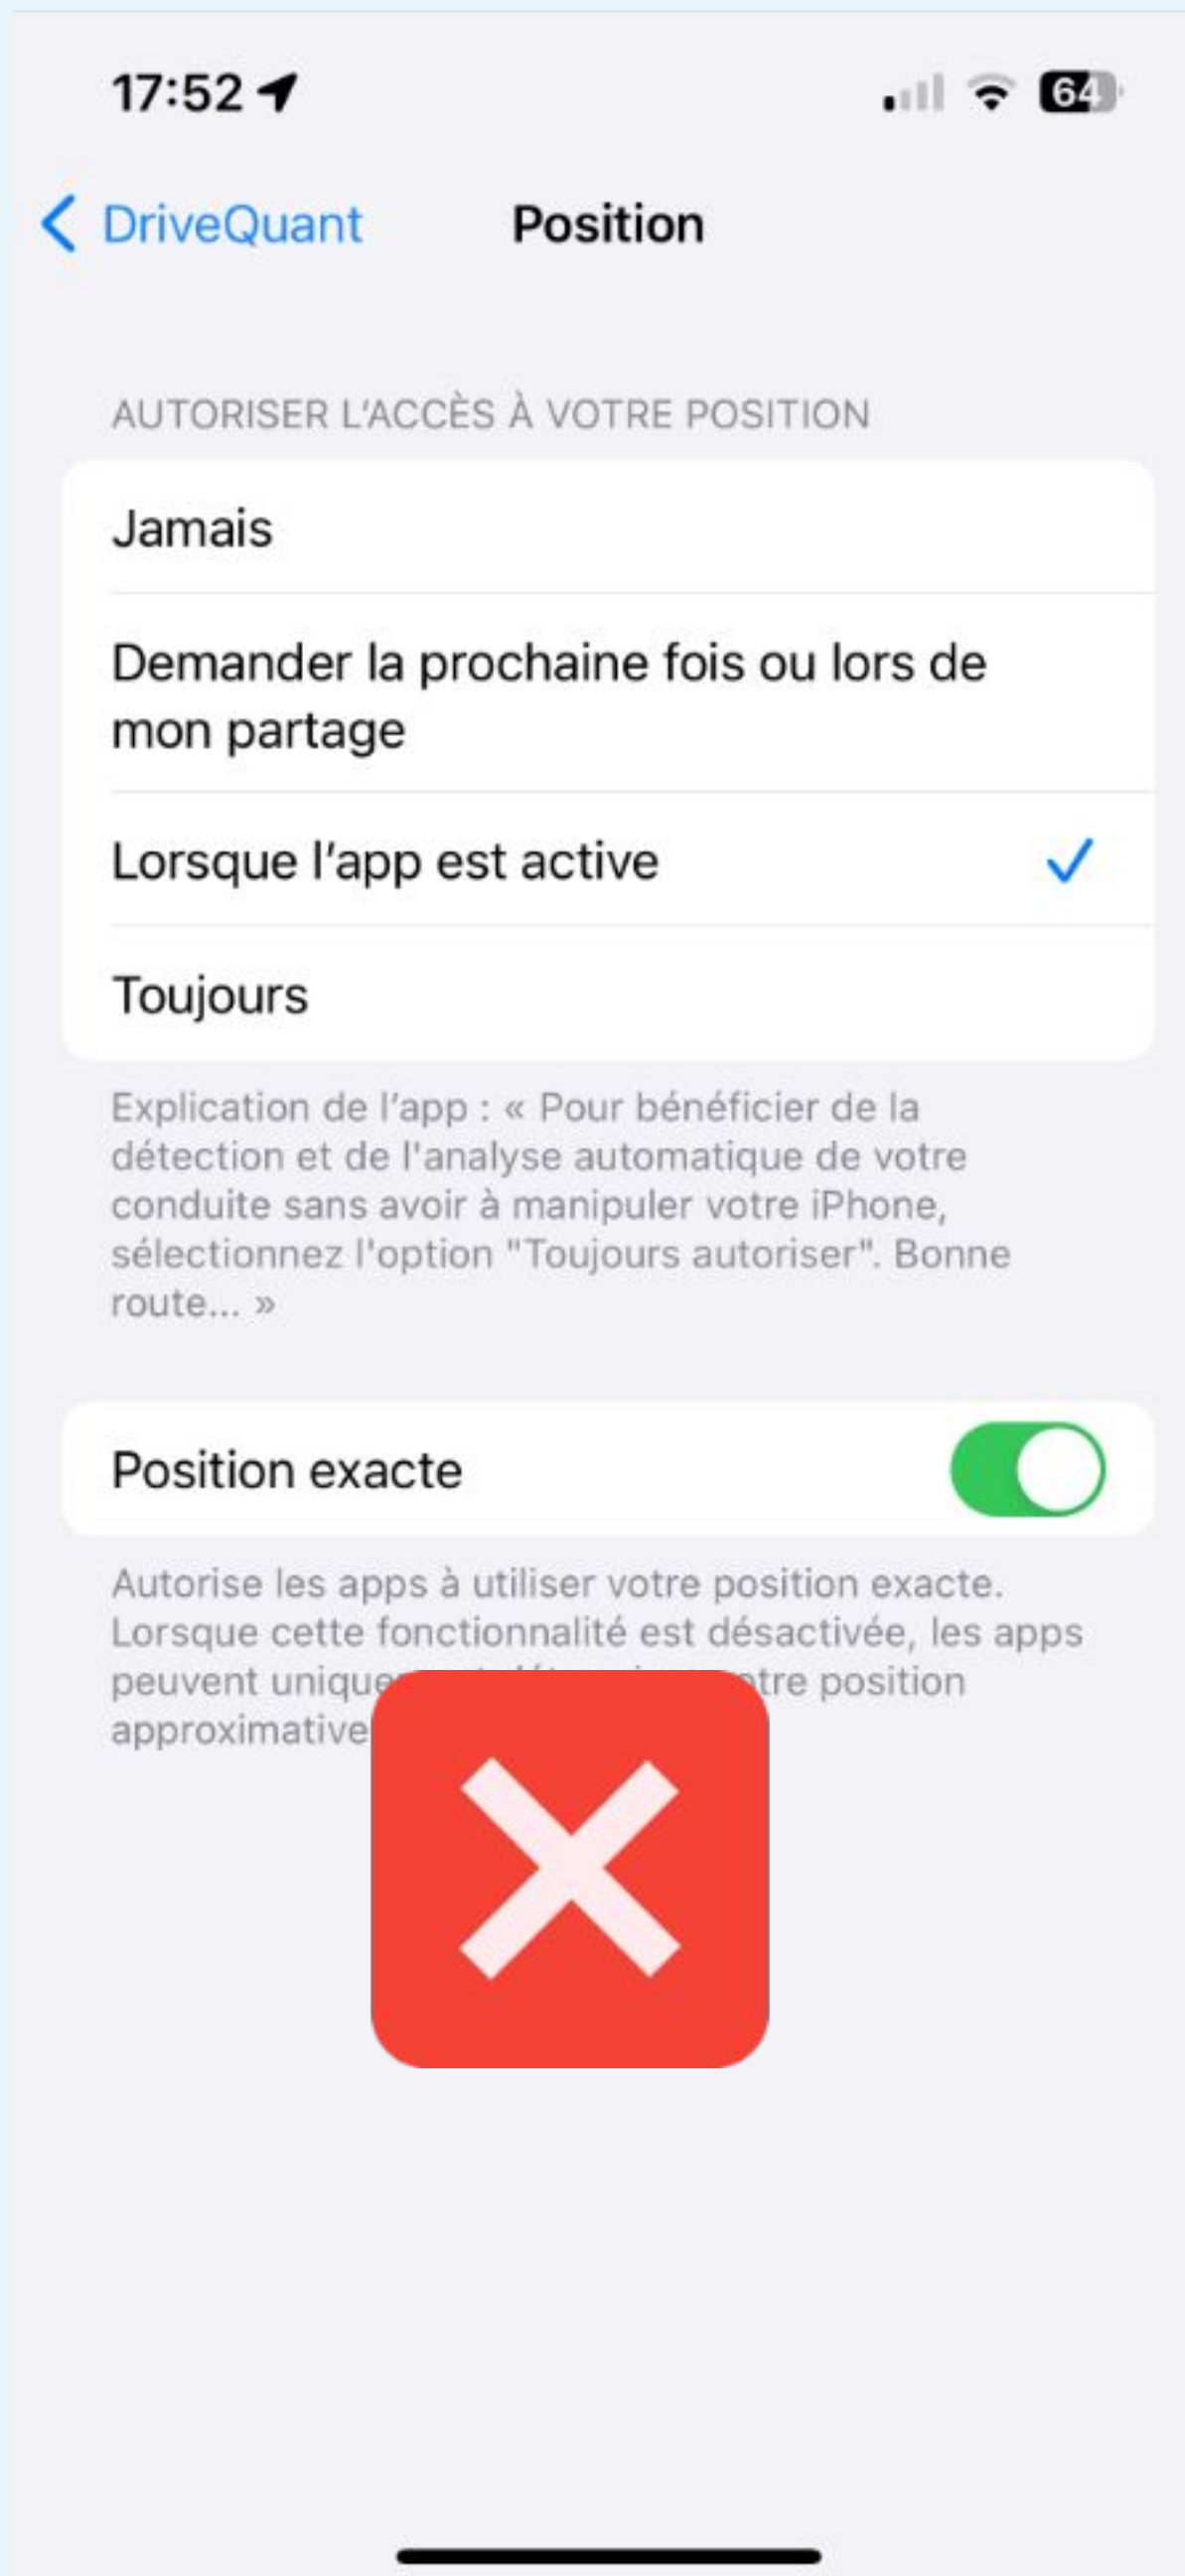 17:52
64
DriveQuant
Position
AUTORISER L'ACCÈS À VOTRE POSITION
Jamais
Demander la prochaine fois ou lors de
mon partage
Lorsque l'app est active
Toujours
Explication de l'app : « Pour bénéficier de la
détection et de l'analyse automatique de votre
conduite sans avoir à manipuler votre iPhone,
sélectionnez l'option "Toujours autoriser". Bonne
route... »
Position exacte
Autorise les apps à utiliser votre position exacte.
Lorsque cette fonctionnalité est désactivée, les apps
peuvent position
approximative